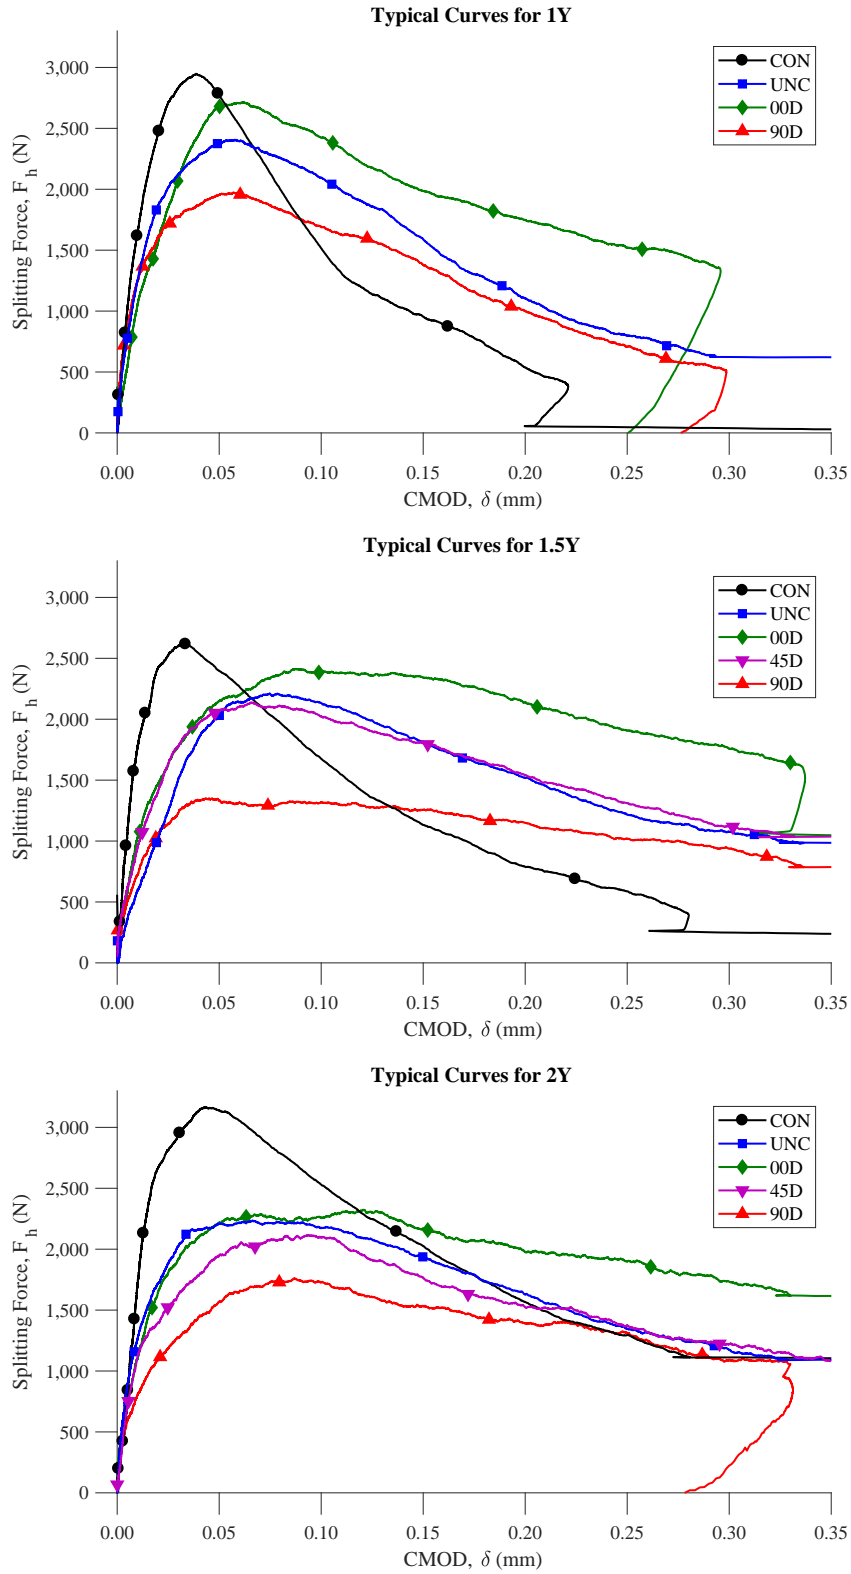 Typical Curves for 1Y
3,000
2,500
2,000
1,500
1,000
500
0
Splitting Force, F_h (N)
CON
UNC
00D
90D
0.00 0.05 0.10 0.15 0.20 0.25 0.30 0.35
CMOD, δ (mm)
Typical Curves for 1.5Y
3,000
2,500
2,000
1,500
1,000
500
0
Splitting Force, F_h (N)
CON
UNC
00D
45D
90D
0.00 0.05 0.10 0.15 0.20 0.25 0.30 0.35
CMOD, δ (mm)
Typical Curves for 2Y
3,000
2,500
2,000
1,500
1,000
500
0
Splitting Force, F_h (N)
CON
UNC
00D
45D
90D
0.00 0.05 0.10 0.15 0.20 0.25 0.30 0.35
CMOD, δ (mm)